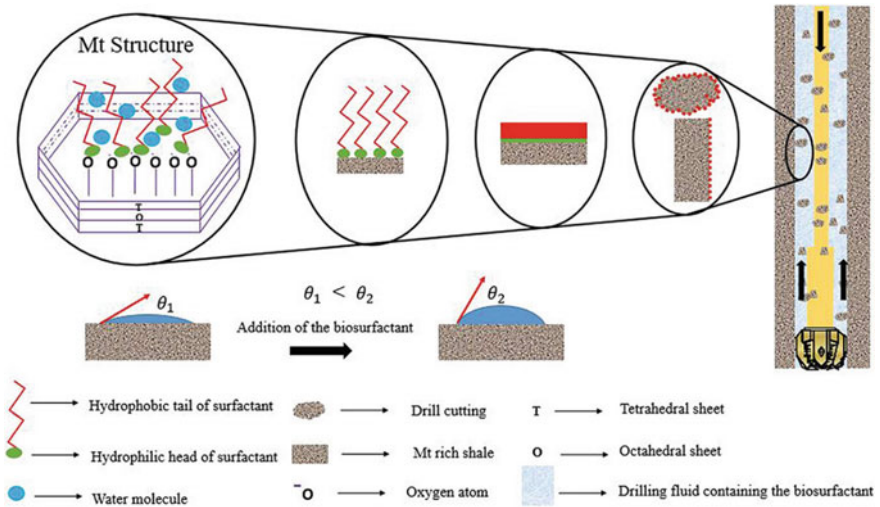 Mt Structure
O O O O O O
T
O
T
θ1
θ1 < θ2
Addition of the biosurfactant
θ2
Hydrophobic tail of surfactant
Drill cutting
T Tetrahedral sheet
Hydrophilic head of surfactant
Mt rich shale
O Octahedral sheet
Water molecule
-O Oxygen atom
Drilling fluid containing the biosurfactant